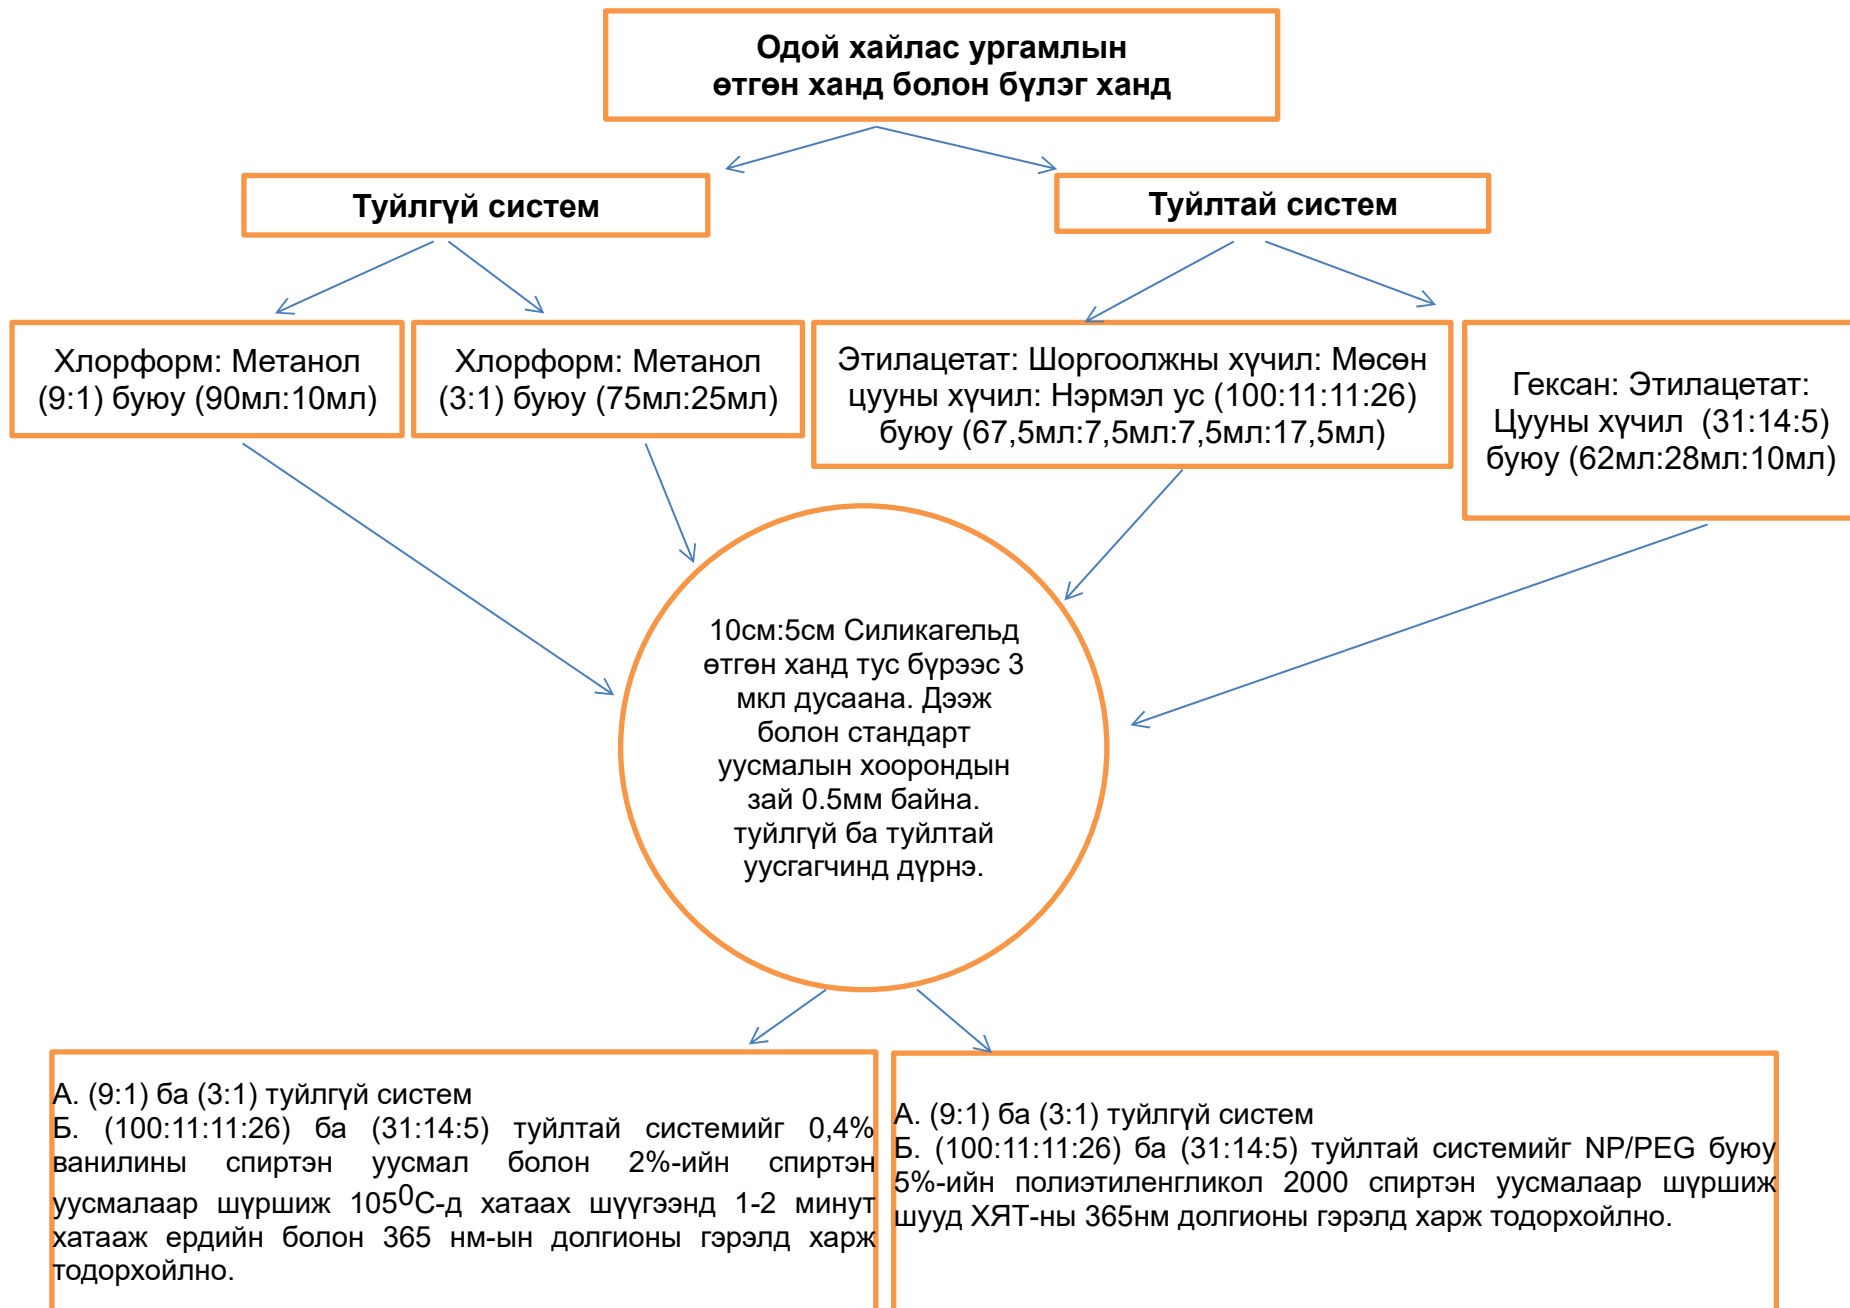 Одой хайлас ургамлын
өтгөн ханд болон бүлэг ханд
Туйлгүй систем
Туйлтай систем
Хлорформ: Метанол
(9:1) буюу (90мл:10мл)
Хлорформ: Метанол
(3:1) буюу (75мл:25мл)
Этилацетат: Шоргоолжны хүчил: Мөсөн
цууны хүчил: Нэрмэл ус (100:11:11:26)
буюу (67,5мл:7,5мл:7,5мл:17,5мл)
Гексан: Этилацетат:
Цууны хүчил (31:14:5)
буюу (62мл:28мл:10мл)
10см:5см Силикагельд
өтгөн ханд тус бүрээс 3
мкл дусаана. Дээж
болон стандарт
уусмалын хоорондын
зай 0.5мм байна.
туйлгүй ба туйлтай
уусгагчинд дүрнэ.
А. (9:1) ба (3:1) туйлгүй систем
Б. (100:11:11:26) ба (31:14:5) туйлтай системийг 0,4%
ванилины спиртэн уусмал болон 2%-ийн спиртэн
уусмалаар шүршиж 105⁰С-д хатаах шүүгээнд 1-2 минут
хатааж ердийн болон 365 нм-ын долгионы гэрэлд харж
тодорхойлно.
А. (9:1) ба (3:1) туйлгүй систем
Б. (100:11:11:26) ба (31:14:5) туйлтай системийг NP/PEG буюу
5%-ийн полиэтиленгликол 2000 спиртэн уусмалаар шүршиж
шууд ХЯТ-ны 365нм долгионы гэрэлд харж тодорхойлно.